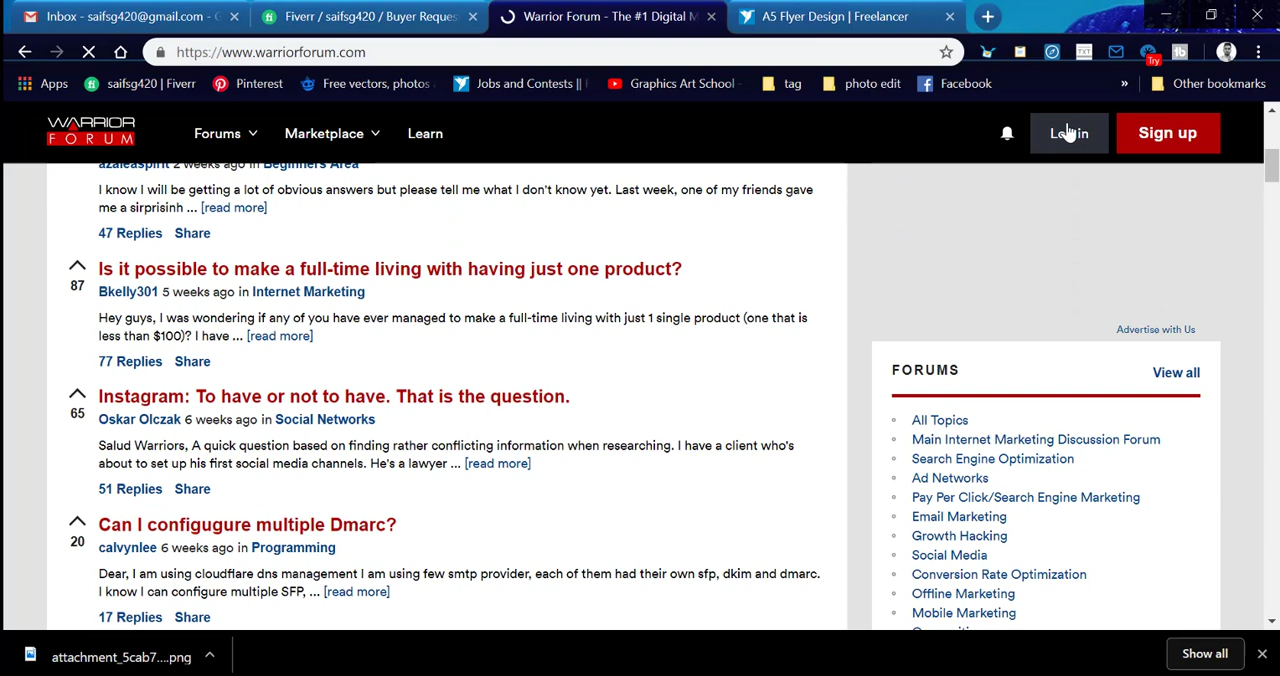 Inbox - saifsg420@gmail.com - G
Fiverr / saifsg420 / Buyer Reques
Warrior Forum - The #1 Digital M
A5 Flyer Design | Freelancer
https://www.warriorforum.com
TXT
Try
Apps
saifsg420 | Fiverr
Pinterest
Free vectors, photos
Jobs and Contests |
Graphics Art School
tag
photo edit
Facebook
»
Other bookmarks
WARRIOR
FORUM
Forums
Marketplace
Learn
Login
Sign up
azaleaspirit 2 weeks ago in Beginners Area
I know I will be getting a lot of obvious answers but please tell me what I don't know yet. Last week, one of my friends gave
me a sirprisinh ... [read more]
47 Replies Share
Is it possible to make a full-time living with having just one product?
87
Bkelly301 5 weeks ago in Internet Marketing
Hey guys, I was wondering if any of you have ever managed to make a full-time living with just 1 single product (one that is
less than $100)? I have ... [read more]
77 Replies Share
Instagram: To have or not to have. That is the question.
65
Oskar Olczak 6 weeks ago in Social Networks
Salud Warriors, A quick question based on finding rather conflicting information when researching. I have a client who's
about to set up his first social media channels. He's a lawyer ... [read more]
51 Replies Share
Can I configugure multiple Dmarc?
20
calvynlee 6 weeks ago in Programming
Dear, I am using cloudflare dns management I am using few smtp provider, each of them had their own sfp, dkim and dmarc.
I know I can configure multiple SFP, ... [read more]
17 Replies Share
Advertise with Us
FORUMS
View all
All Topics
Main Internet Marketing Discussion Forum
Search Engine Optimization
Ad Networks
Pay Per Click/Search Engine Marketing
Email Marketing
Growth Hacking
Social Media
Conversion Rate Optimization
Offline Marketing
Mobile Marketing
attachment_5cab7....png
Show all